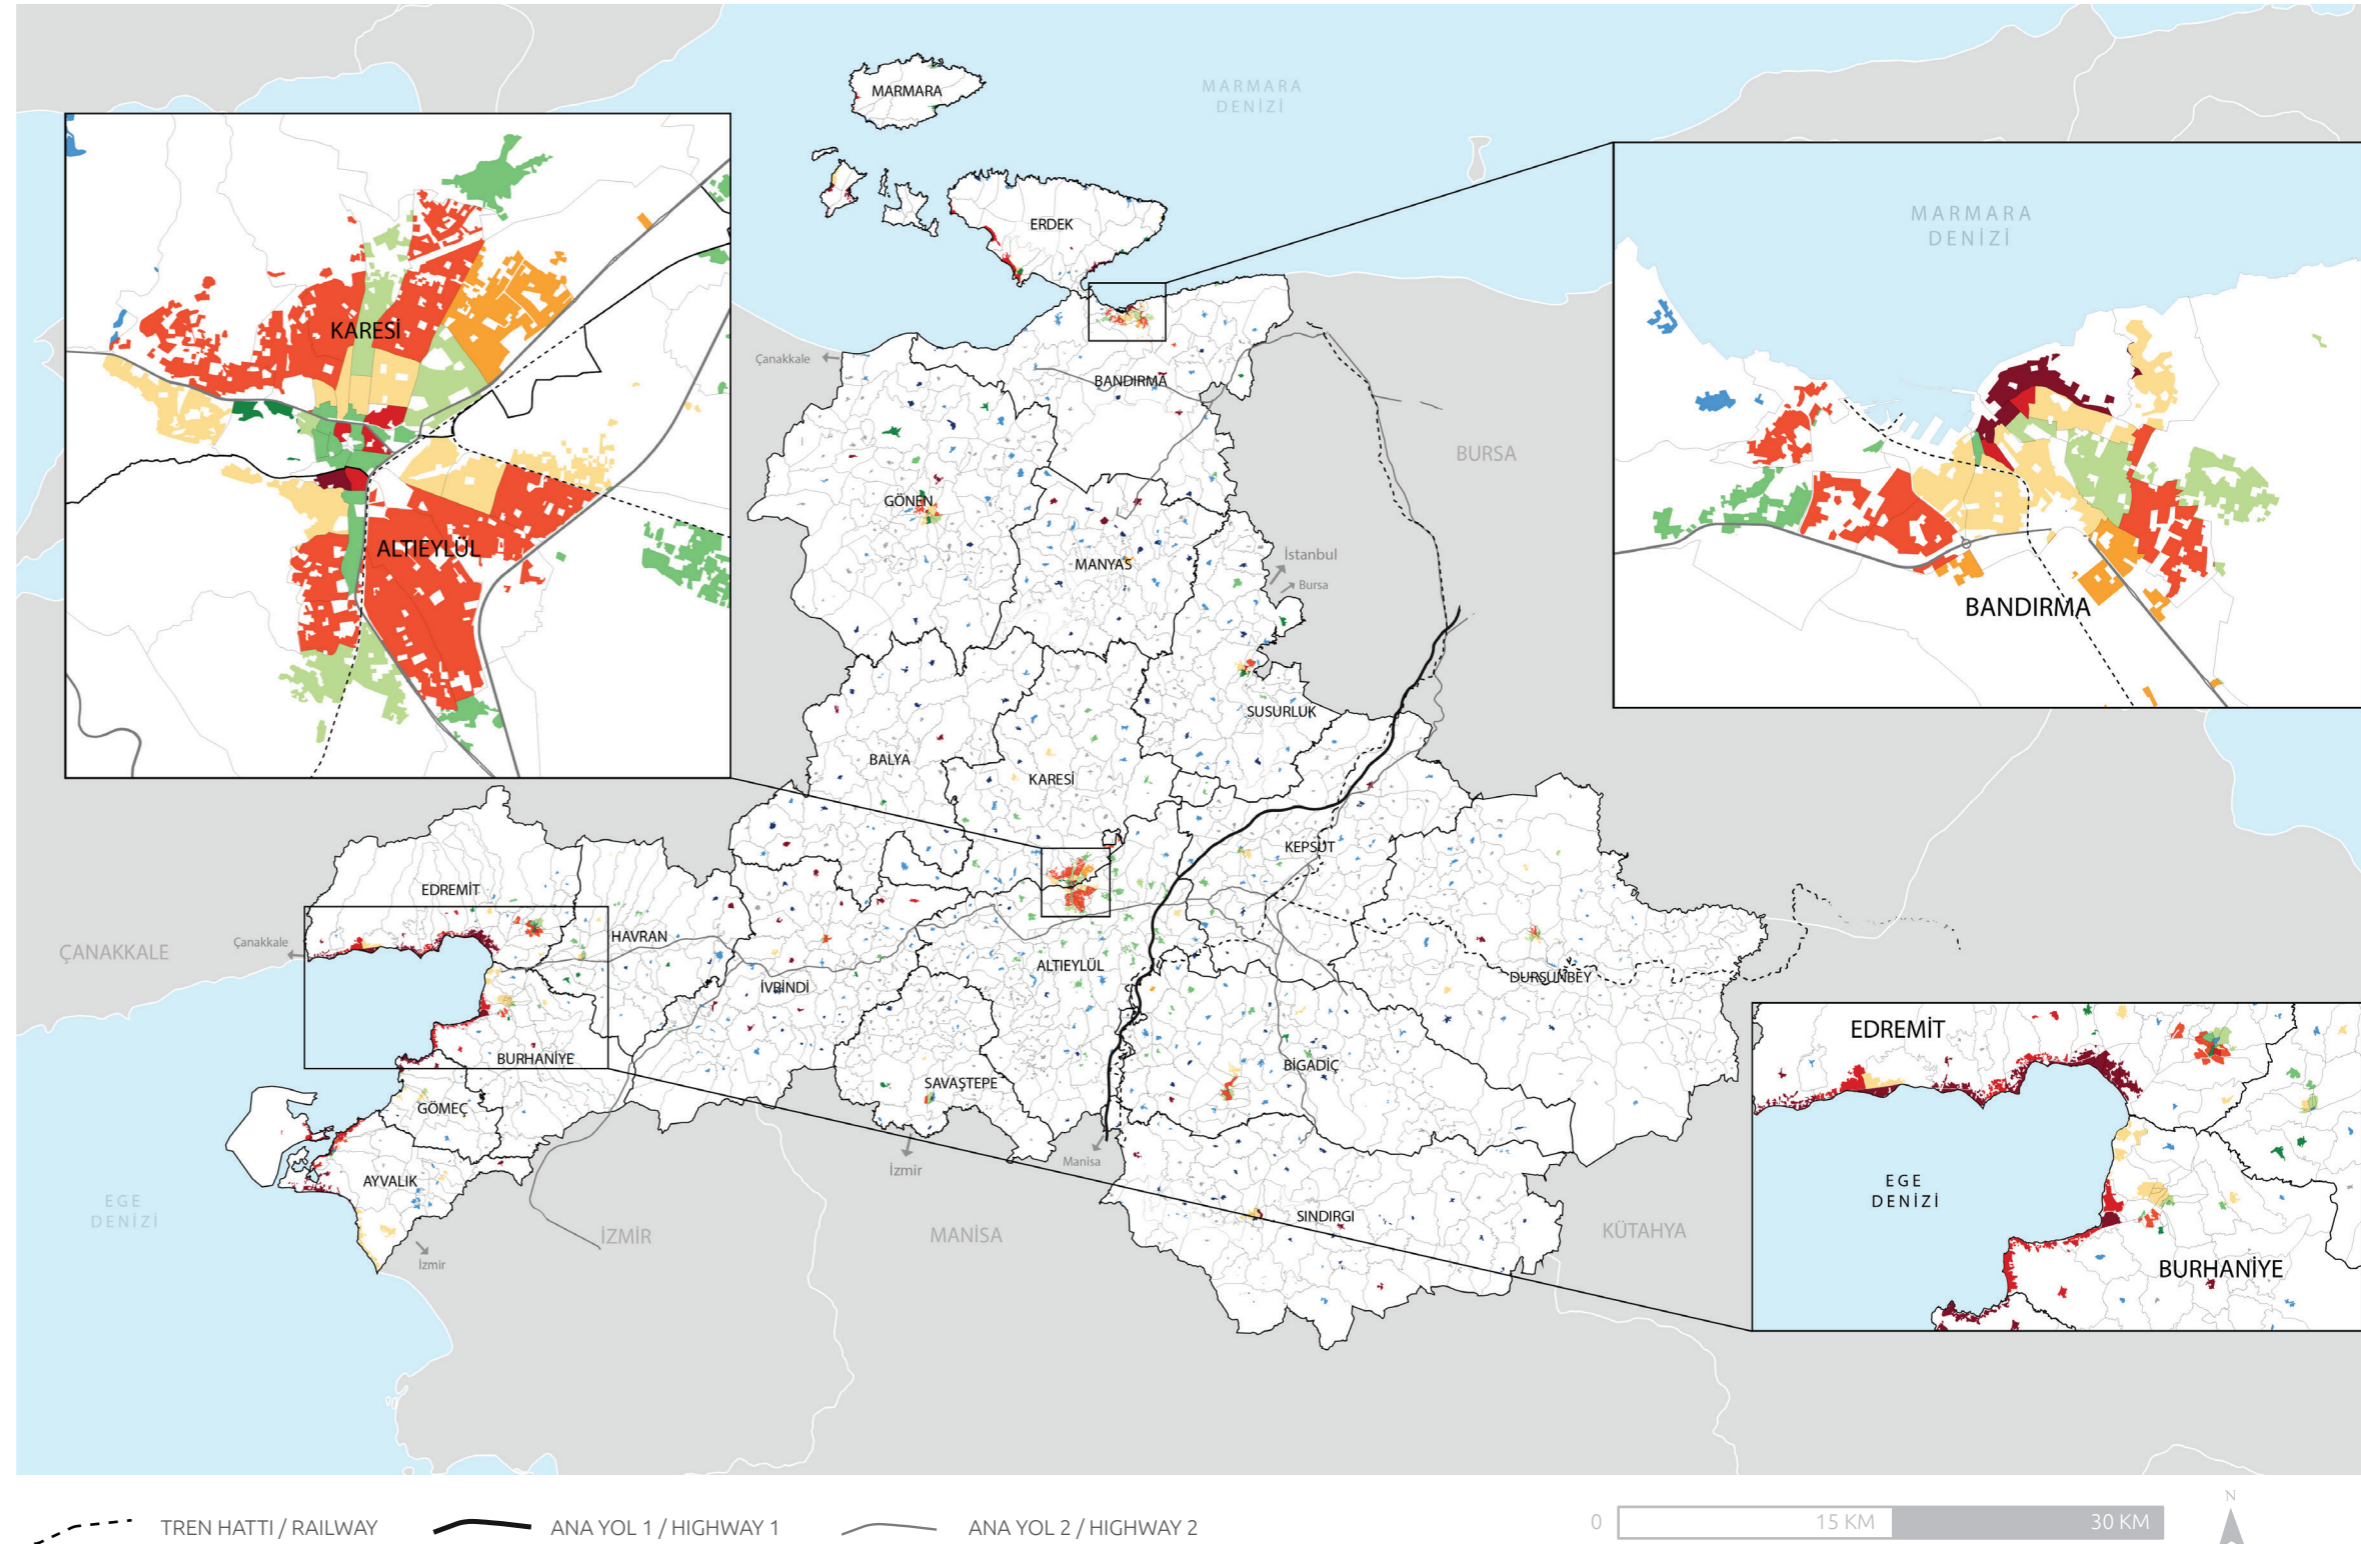 MARMARA
MARMARA
DENİZİ
ERDEK
KARESİ
ALTIEYLÜL
MARMARA
DENİZİ
BANDIRMA
Çanakkale
BANDIRMA
BURSA
GÖNEN
MANYAS
İstanbul
Bursa
SUSURLUK
BALYA
KARESİ
KEPSUT
EDREMİT
HAVRAN
ÇANAKKALE
Çanakkale
İVRİNDİ
ALTIEYLÜL
DURSUNBEY
BURHANİYE
SAVAŞTEPE
BİGADİÇ
GÖMEÇ
AYVALIK
İzmir
Manisa
EGE
DENİZİ
İzmir
İZMİR
MANİSA
SINDIRGI
KÜTAHYA
EDREMİT
EGE
DENİZİ
BURHANİYE
TREN HATTI / RAILWAY
ANA YOL 1 / HIGHWAY 1
ANA YOL 2 / HIGHWAY 2
0
15 KM
30 KM
N